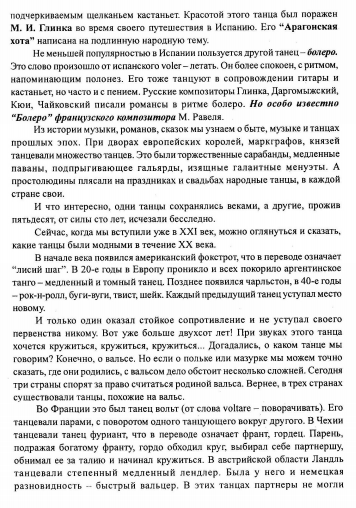 подчеркиваемым щелканьем кастаньет. Красотой этого танца был поражен
М. И. Глинка во время своего путешествия в Испанию. Его "Арагонская
хота" написана на подлинную народную тему.
Не меньшей популярностью в Испании пользуется другой танец – болеро.
Это слово произошло от испанского voler – летать. Он более спокоен, с ритмом,
напоминающим полонез. Его тоже танцуют в сопровождении гитары и
кастаньет, но часто и с пением. Русские композиторы Глинка, Даргомыжский,
Кюи, Чайковский писали романсы в ритме болеро. Но особо известно
"Болеро" французского композитора М. Равеля.
Из истории музыки, романов, сказок мы узнаем о быте, музыке и танцах
прошлых эпох. При дворах европейских королей, маркграфов, князей
танцевали множество танцев. Это были торжественные сарабанды, медленные
паваны, подпрыгивающее гальярды, изящные галантные менуэты. А
простолюдины плясали на праздниках и свадьбах народные танцы, в каждой
стране свои.
И что интересно, одни танцы сохранялись веками, а другие, прожив
пятьдесят, от силы сто лет, исчезали бесследно.
Сейчас, когда мы вступили уже в XXI век, можно оглянуться и сказать,
какие танцы были модными в течение XX века.
В начале века появился американский фокстрот, что в переводе означает
"лисий шаг". В 20-е годы в Европу проникло и всех покорило аргентинское
танго – медленный и томный танец. Позднее появился чарльстон, в 40-е годы
– рок-н-ролл, буги-вуги, твист, шейк. Каждый предыдущий танец уступал место
новому.
И только один оказал стойкое сопротивление и не уступил своего
первенства никому. Вот уже больше двухсот лет! При звуках этого танца
хочется кружиться, кружиться, кружиться... Догадались, о каком танце мы
говорим? Конечно, о вальсе. Но если о польке или мазурке мы можем точно
сказать, где они родились, с вальсом дело обстоит несколько сложней. Сегодня
три страны спорят за право считаться родиной вальса. Вернее, в трех странах
существовали танцы, похожие на вальс.
Во Франции это был танец вольт (от слова voltare – поворачивать). Его
танцевали парами, с поворотом одного танцующего вокруг другого. В Чехии
танцевали танец фуриант, что в переводе означает франт, гордец. Парень,
подражая богатому франту, гордо обходил круг, выбирал себе партнершу,
обнимал ее за талию и начинал кружиться. В австрийской области Ландль
танцевали степенный медленный лендлер. Была у него и немецкая
разновидность – быстрый вальцер. В этих танцах партнеры не могли